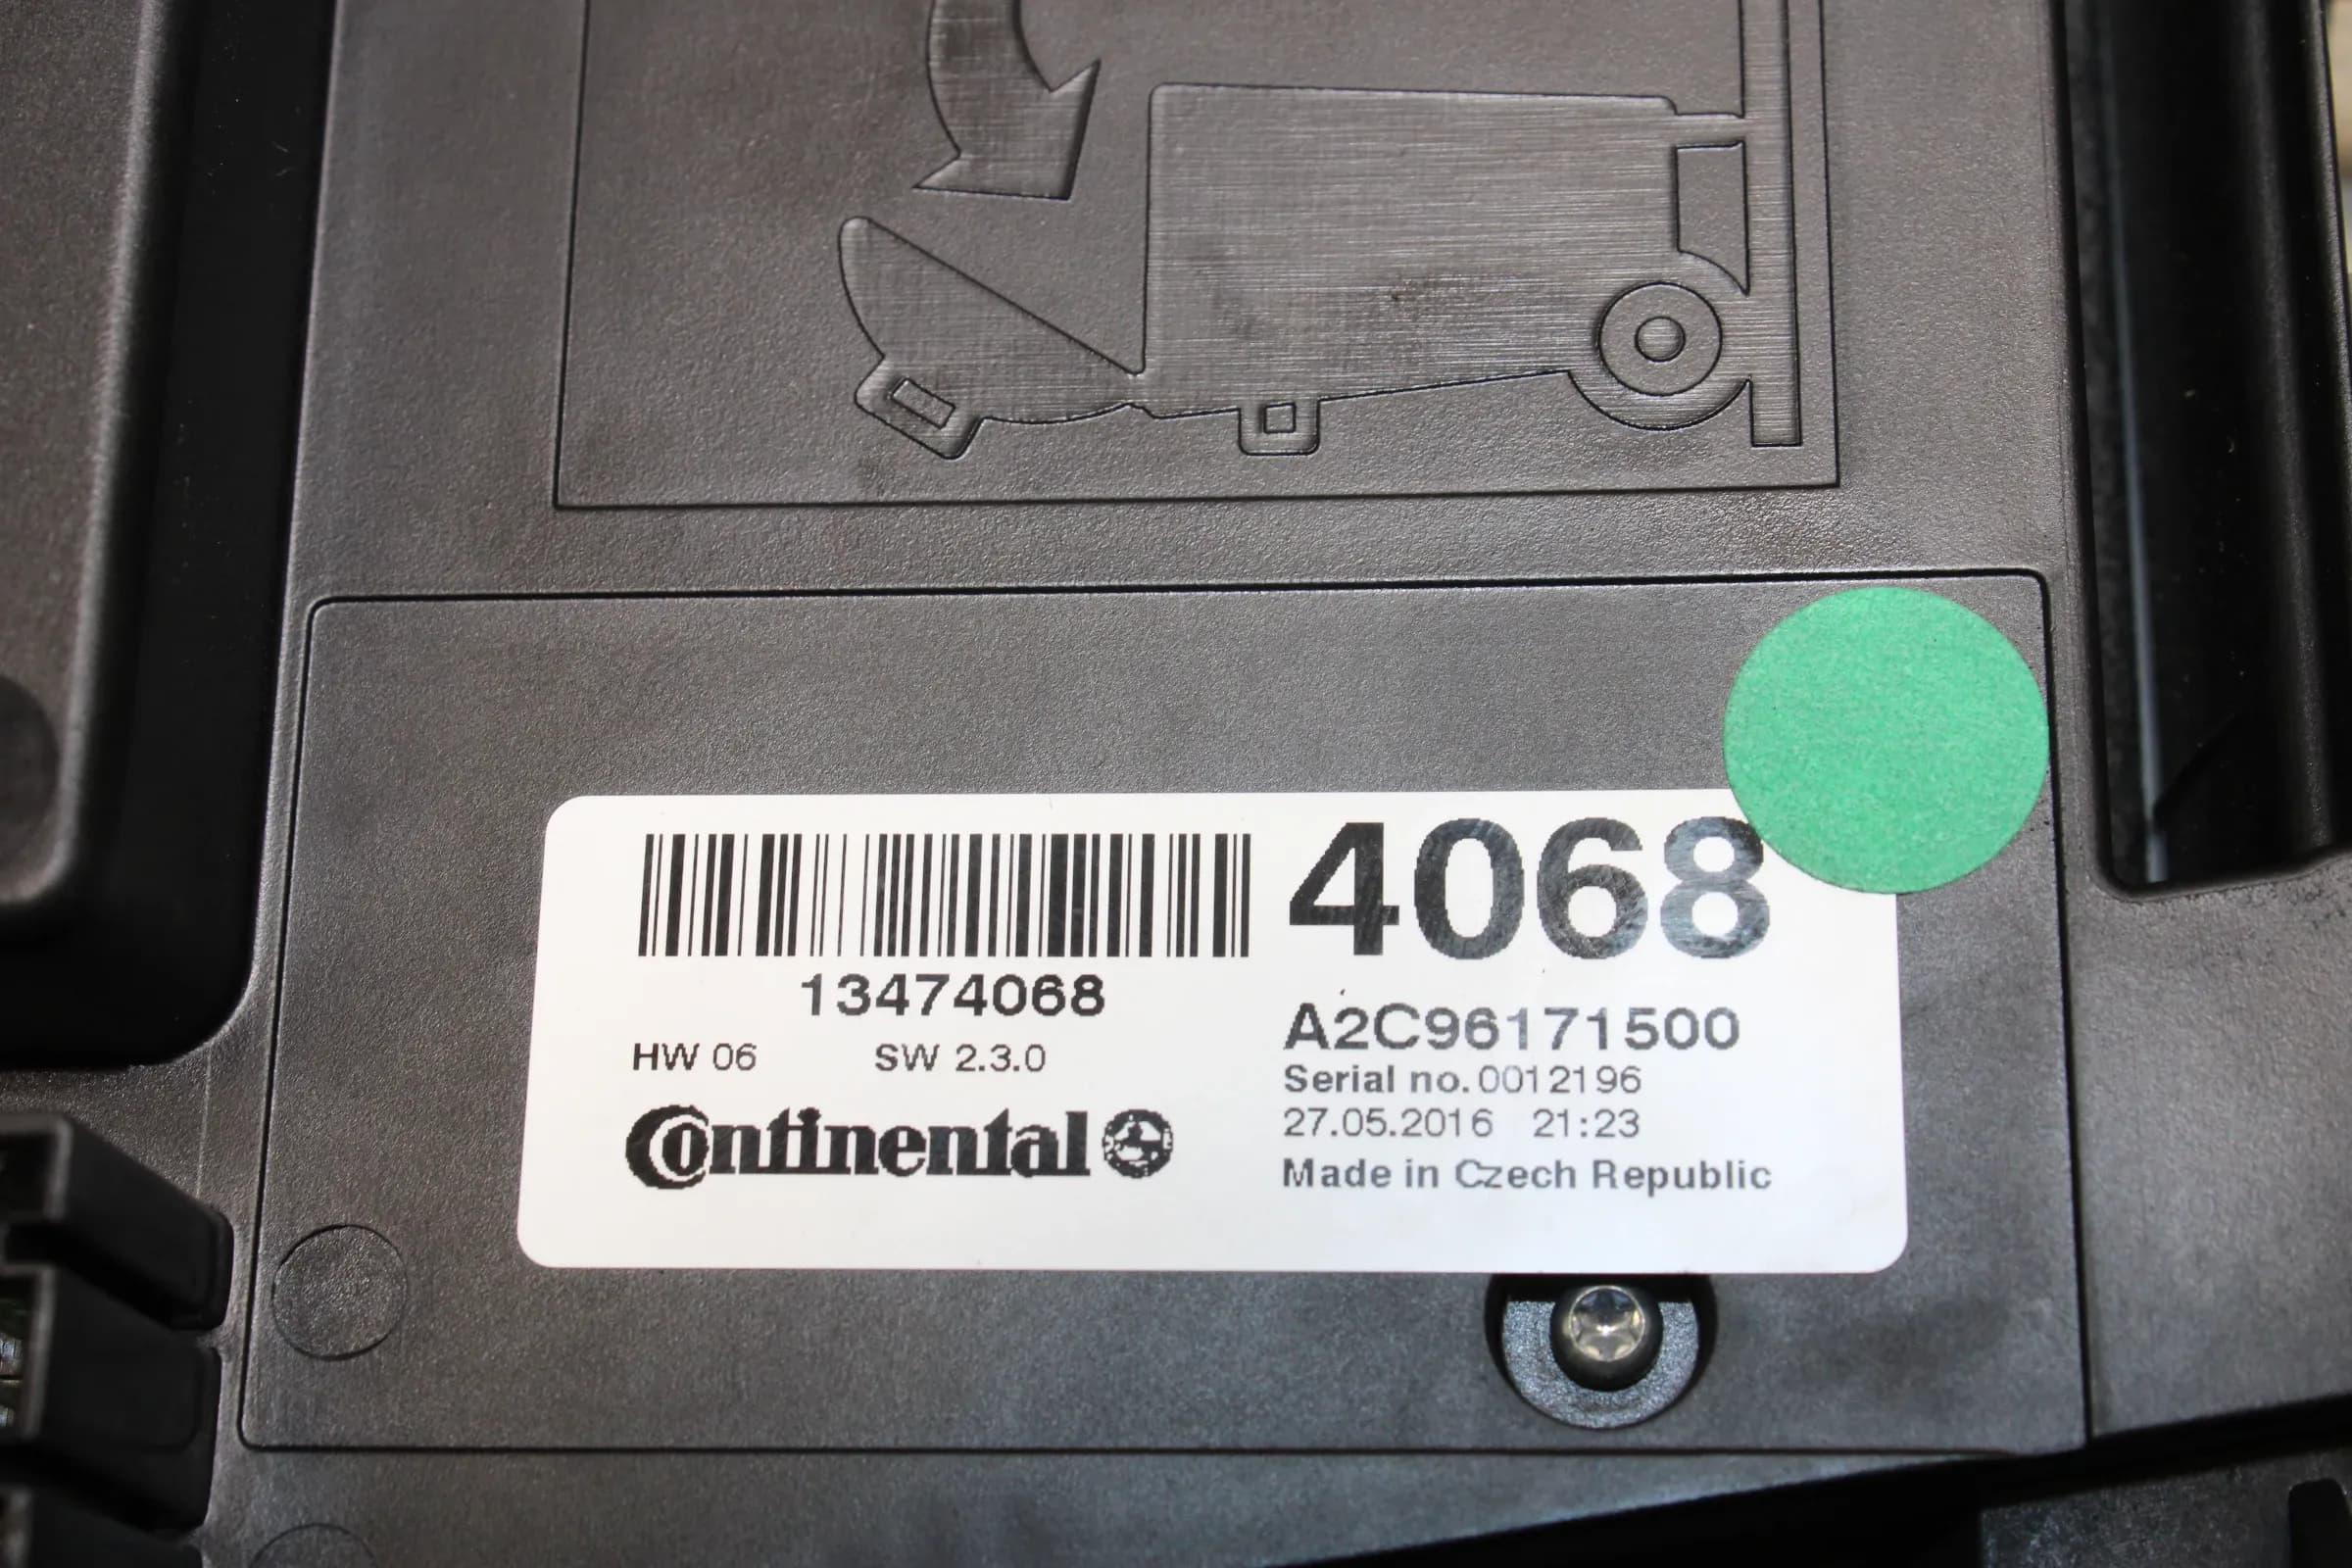 4068
13474068
A2C96171500
HW 06 SW 2.3.0
Serial no. 0012196
27.05.2016 21:23
Continental
Made in Czech Republic